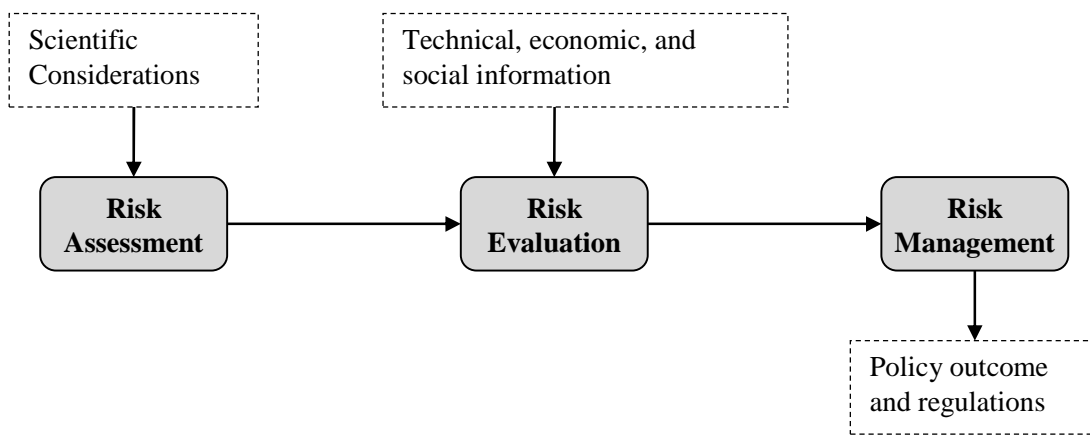 Scientific
Considerations
Technical, economic, and
social information
Risk
Assessment
Risk
Evaluation
Risk
Management
Policy outcome
and regulations